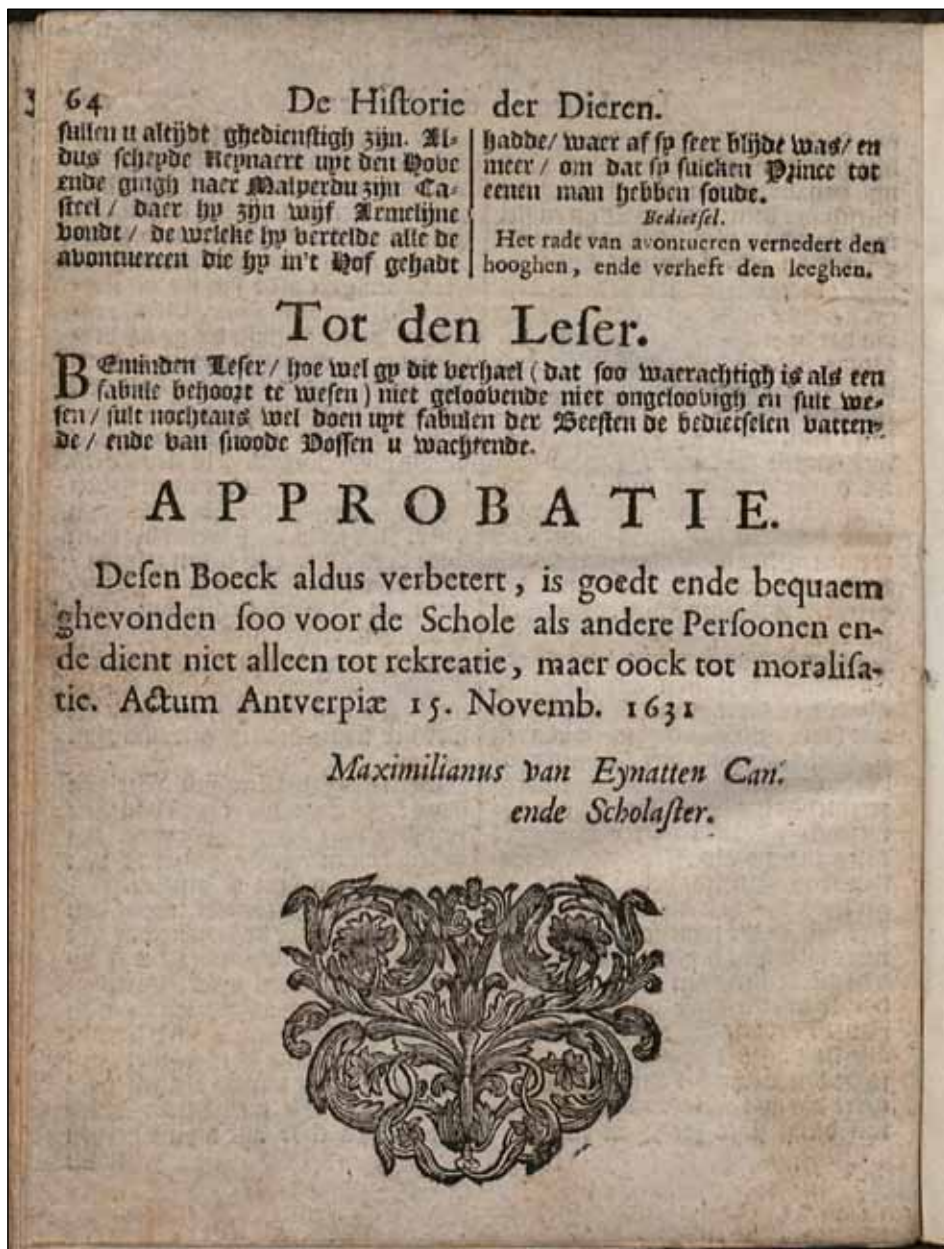 64 De Hiſtorie der Dieren.
ſullen u altijdt ghedienſtigh zijn. Al-
dus ſcheyde Reynaert uyt den Hove
ende gingh naer Malperdu zijn Ca-
ſteel / daer hy zijn wijf Armelijne
vondt / de welcke hy vertelde alle de
avontuereen die hy in't Hof gehadt
hadde / waer af ſy ſeer blijde was / en
meer / om dat ſy ſulcken Prince tot
eenen man hebben ſoude.
Bedietſel.
Het radt van avontueren vernedert den
hooghen, ende verheft den leeghen.
Tot den Leſer.
BEminden Leſer / hoe wel gy dit verhael ( dat ſoo waerachtigh is als een
fabule behoort te weſen ) niet geloovende niet ongeloovigh en ſult we-
ſen / ſult nochtans wel doen uyt fabulen der Beeſten de bedietſelen vatten-
de / ende van ſnoode Voſſen u wachtende.
APPROBATIE.
Deſen Boeck aldus verbetert, is goedt ende bequaem
ghevonden ſoo voor de Schole als andere Perſoonen en-
de dient niet alleen tot rekreatie, maer oock tot moraliſa-
tie. Actum Antverpiæ 15. Novemb. 1631
Maximilianus van Eynatten Can.
ende Scholaſter.